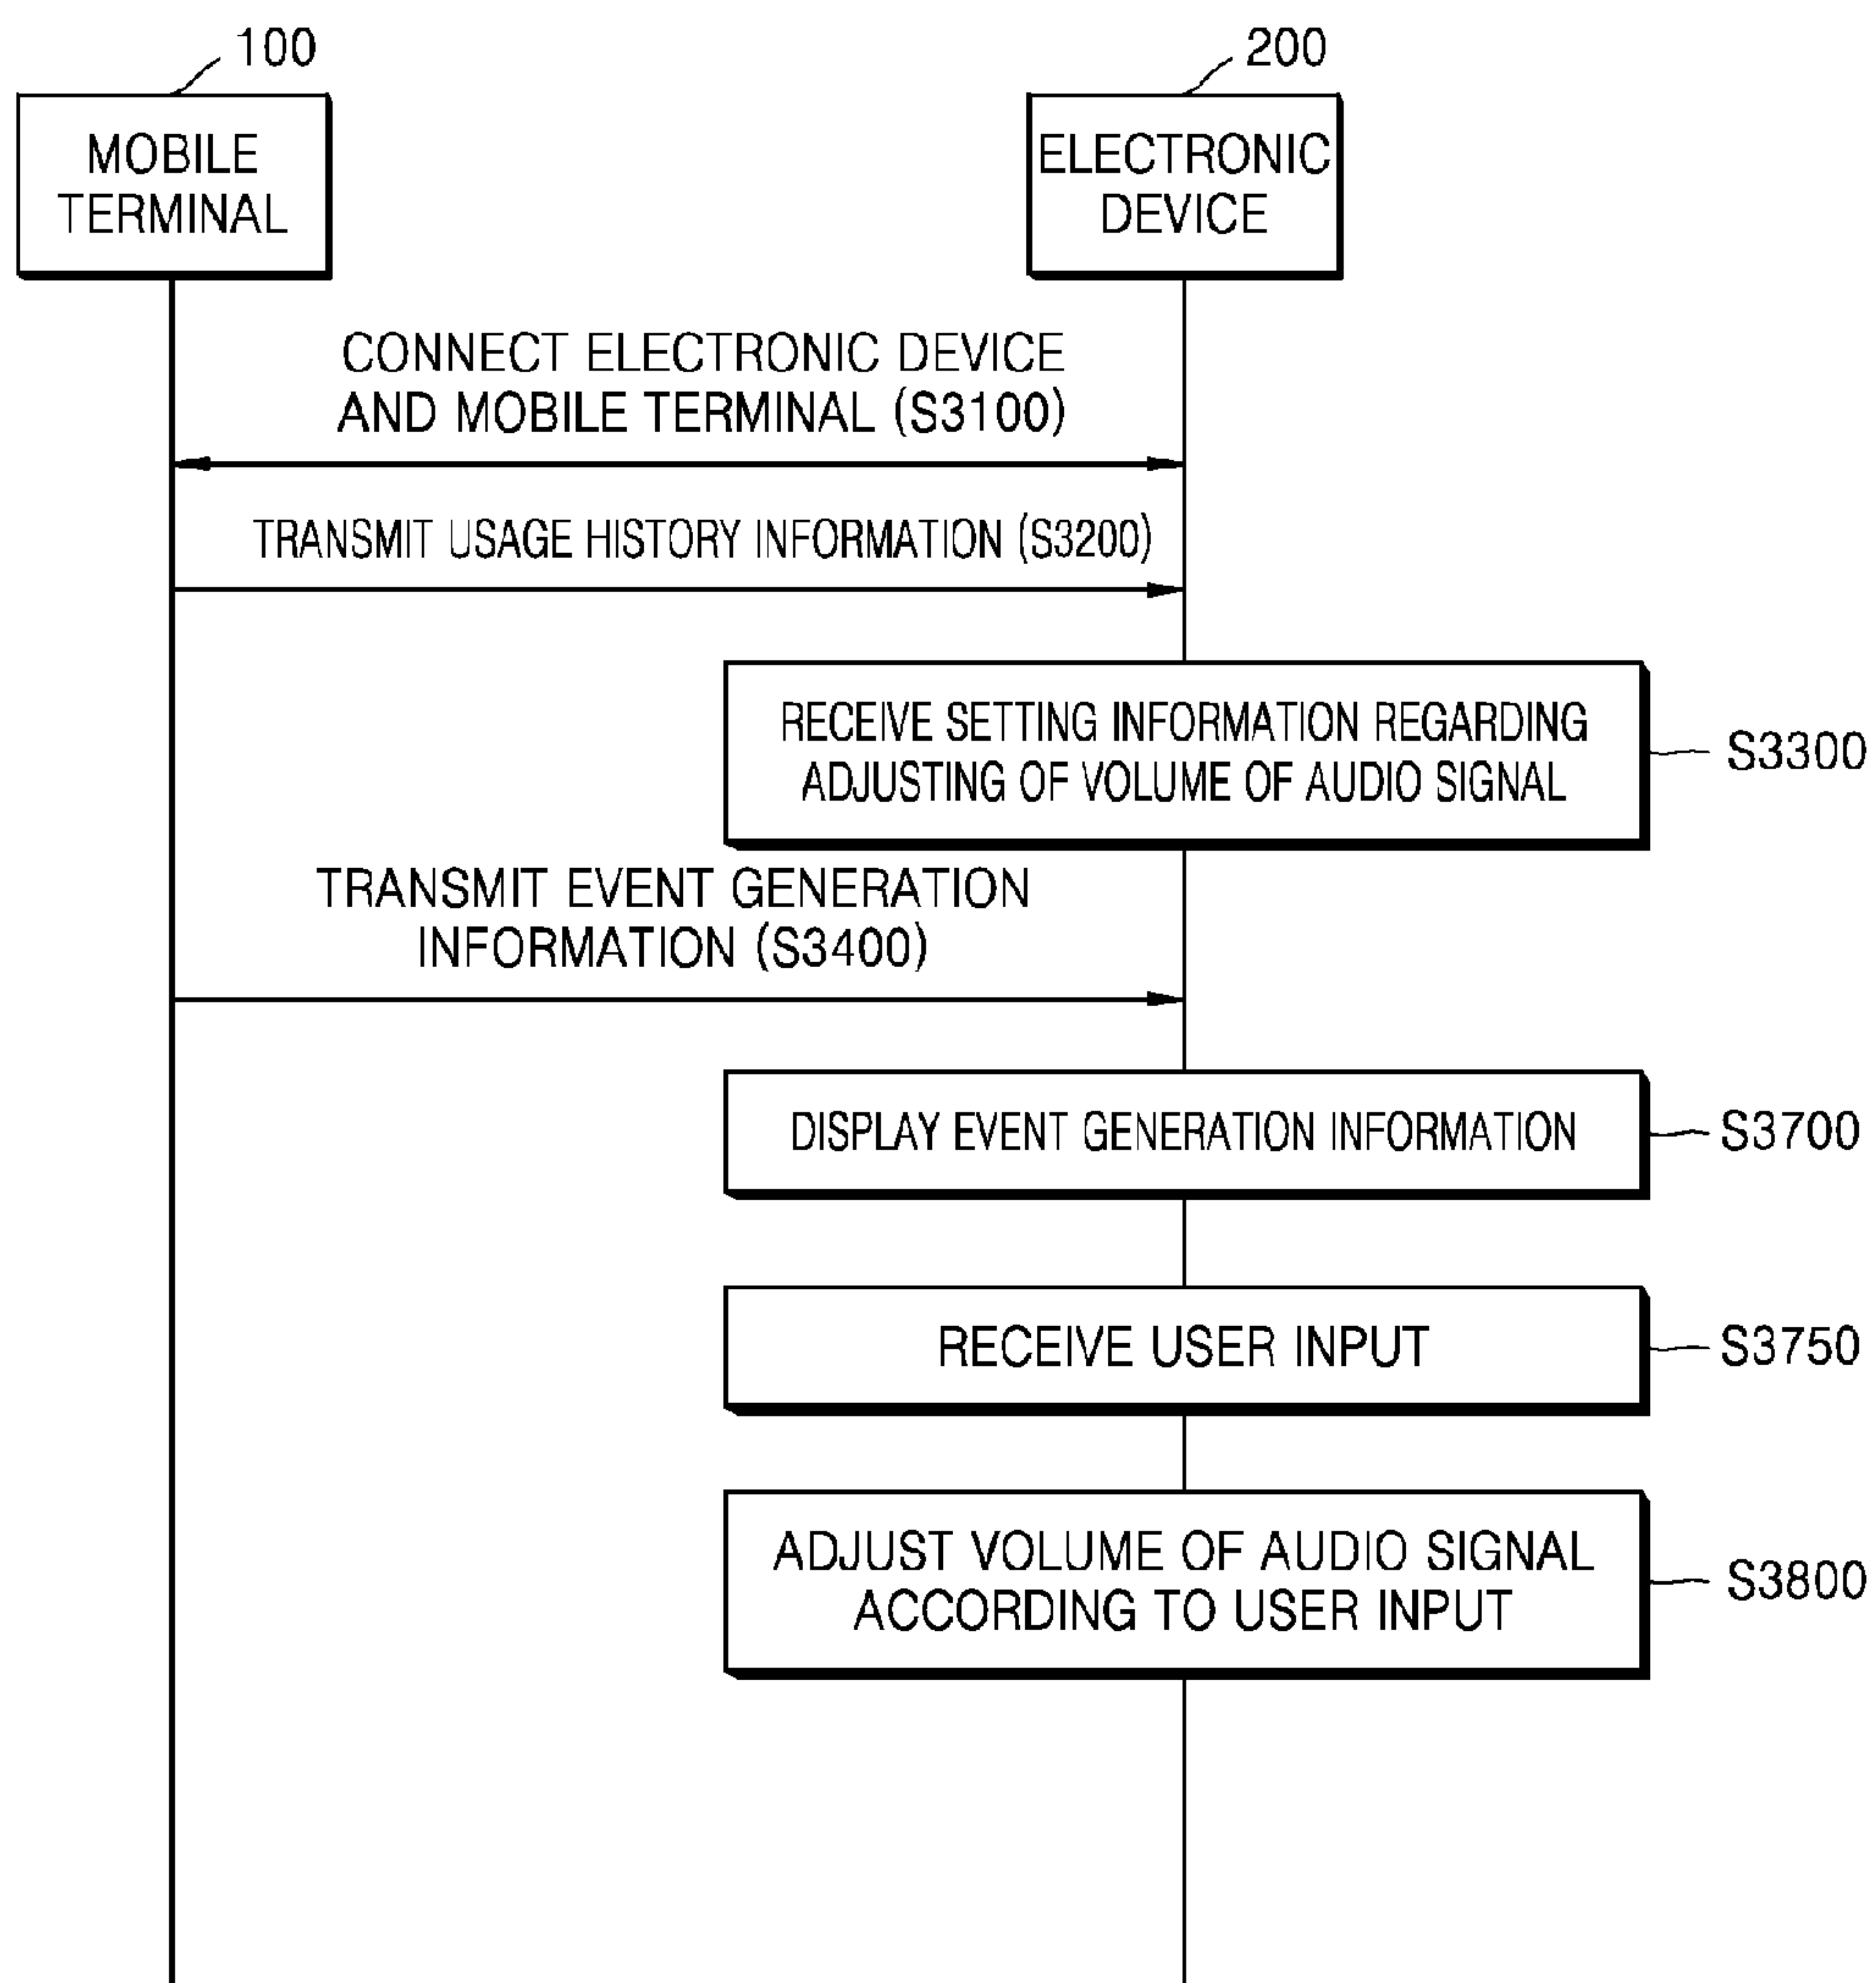 100
200
MOBILE
TERMINAL
ELECTRONIC
DEVICE
CONNECT ELECTRONIC DEVICE
AND MOBILE TERMINAL (S3100)
TRANSMIT USAGE HISTORY INFORMATION (S3200)
RECEIVE SETTING INFORMATION REGARDING
ADJUSTING OF VOLUME OF AUDIO SIGNAL
S3300
TRANSMIT EVENT GENERATION
INFORMATION (S3400)
DISPLAY EVENT GENERATION INFORMATION
S3700
RECEIVE USER INPUT
S3750
ADJUST VOLUME OF AUDIO SIGNAL
ACCORDING TO USER INPUT
S3800